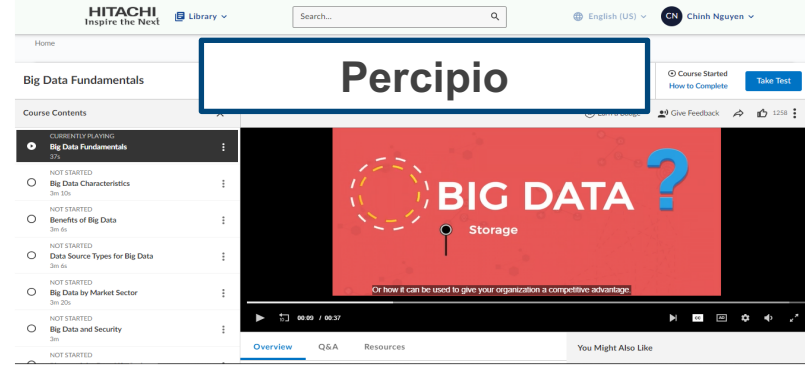 HITACHI
Inspire the Next
Library
Search...
English (US)
CN
Chinh Nguyen
Home
Percipio
Big Data Fundamentals
Course Started
How to Complete
Take Test
Course Contents
Give Feedback
1258
CURRENTLY PLAYING
Big Data Fundamentals
37s
NOT STARTED
Big Data Characteristics
3m 10s
NOT STARTED
Benefits of Big Data
3m 6s
NOT STARTED
Data Source Types for Big Data
3m 6s
NOT STARTED
Big Data by Market Sector
3m 20s
NOT STARTED
Big Data and Security
3m
NOT STARTED
BIG DATA ?
Storage
Or how it can be used to give your organization a competitive advantage.
10
00:09 / 00:37
CC
AD
Overview
Q&A
Resources
You Might Also Like